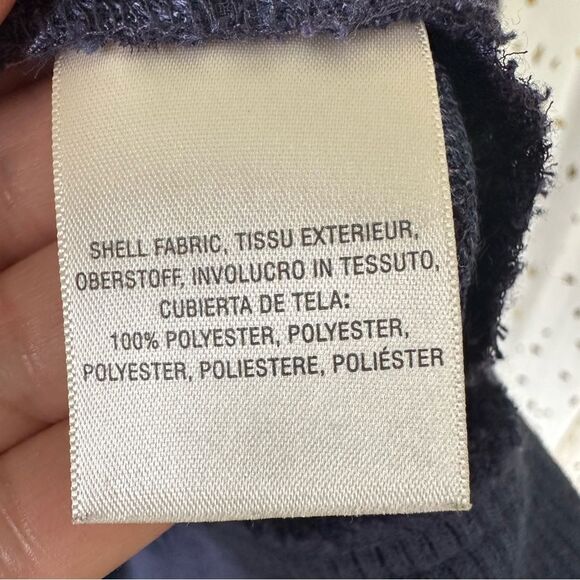 SHELL FABRIC, TISSU EXTERIEUR,
OBERSTOFF, INVOLUCRO IN TESSUTO,
CUBIERTA DE TELA:
100% POLYESTER, POLYESTER,
POLYESTER, POLIESTERE, POLIÉSTER